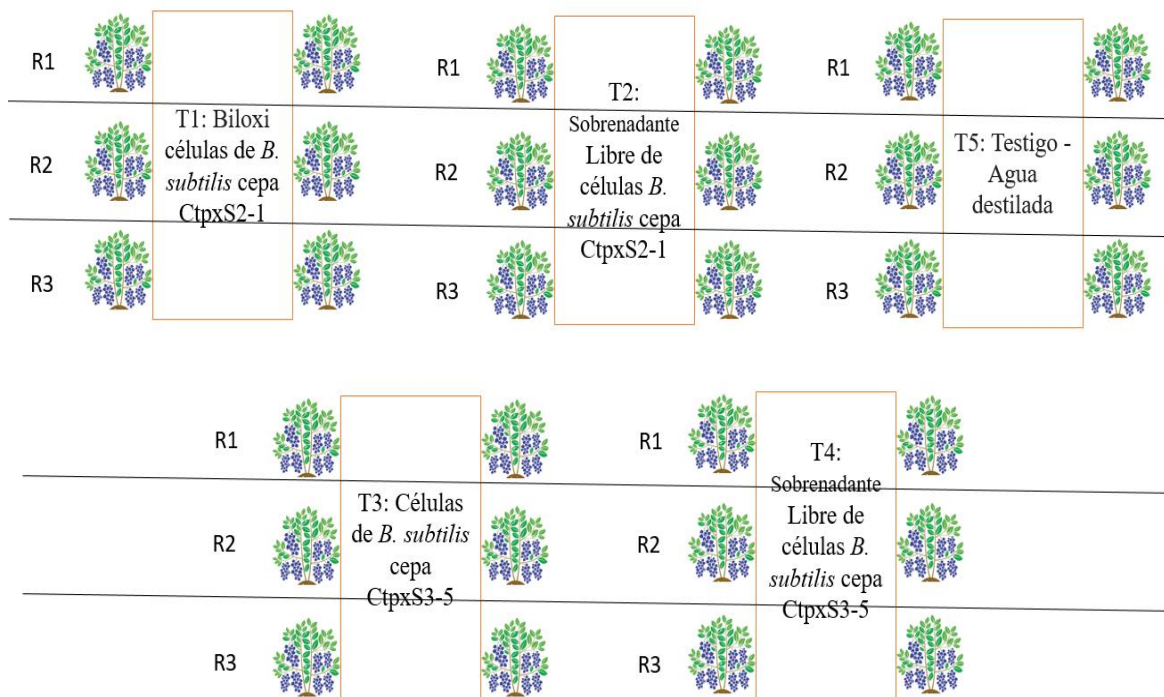 R1
R2
R3
T1: Biloxi
células de B.
subtilis cepa
CtpxS2-1
R1
R2
R3
T2:
Sobrenadante
Libre de
células B.
subtilis cepa
CtpxS2-1
R1
R2
R3
T5: Testigo -
Agua
destilada
R1
R2
R3
T3: Células
de B. subtilis
cepa
CtpxS3-5
R1
R2
R3
T4:
Sobrenadante
Libre de
células B.
subtilis cepa
CtpxS3-5